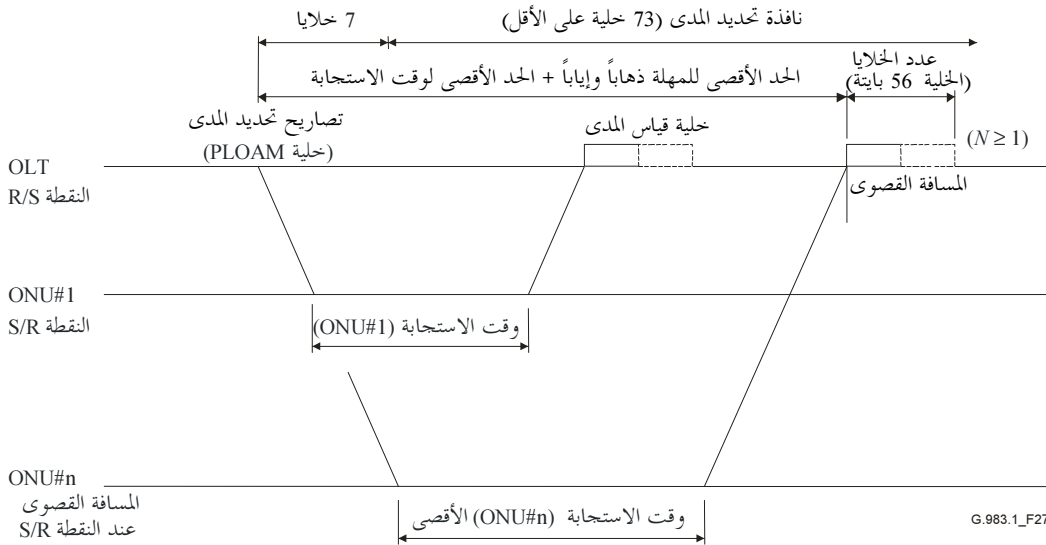 نافذة تحديد المدى (73 خلية على الأقل)
7 خلايا
عدد الخلايا
(الخلية 56 بايتة)
الحد الأقصى للمهلة ذهاباً وإياباً + الحد الأقصى لوقت الاستجابة
تصاريح تحديد المدى
(خلية PLOAM)
خلية قياس المدى
(N ≥ 1)
OLT
النقطة R/S
المسافة القصوى
ONU#1
النقطة S/R
وقت الاستجابة (ONU#1)
ONU#n
المسافة القصوى
عند النقطة S/R
وقت الاستجابة (ONU#n) الأقصى
G.983.1_F27